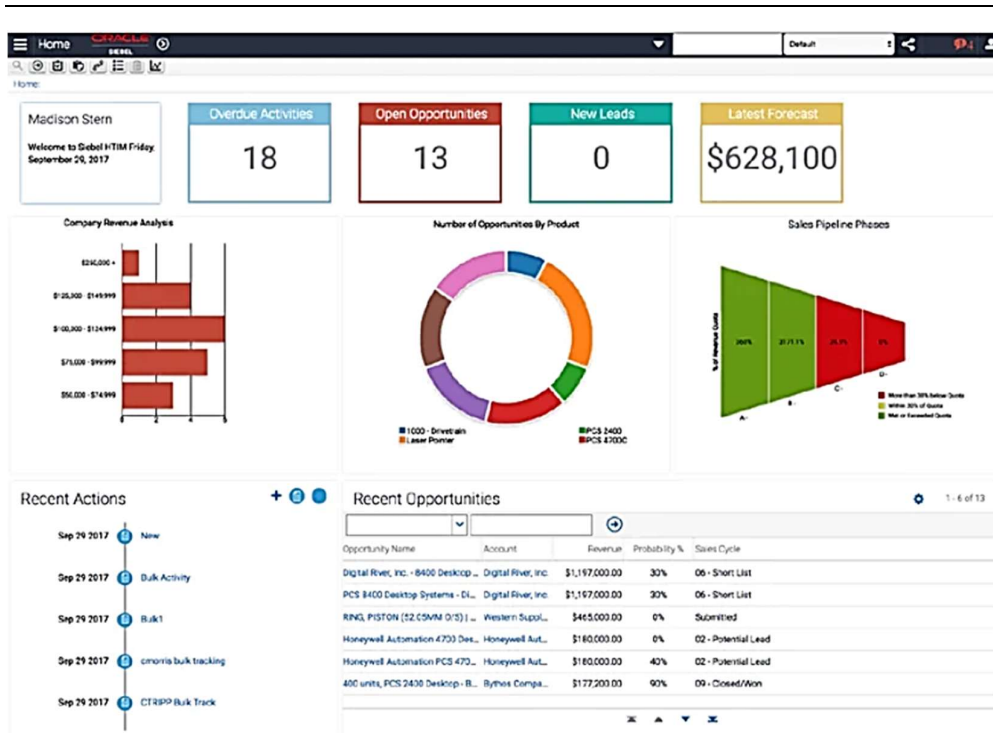 Home
ORACLE
SIEBEL
Default
4
Home:
Madison Stern
Welcome to Siebel HTIM Friday,
September 29, 2017
Overdue Activities
18
Open Opportunities
13
New Leads
0
Latest Forecast
$628,100
Company Revenue Analysis
$250,000 +
$125,000 - $149,999
$100,000 - $124,999
$75,000 - $99,999
$50,000 - $74,999
0 2 4 6
Number of Opportunities By Product
1000 - Drivetrain
Laser Pointer
PCS 2400
PCS 4700C
Sales Pipeline Phases
% of Revenue Quota
0%
A -
B -
C -
D -
More than 30% below Quota
Within 30% of Quota
Met or Exceeded Quota
Recent Actions
Sep 29 2017 New
Sep 29 2017 Bulk Activity
Sep 29 2017 Bulk1
Sep 29 2017 cmorris bulk tracking
Sep 29 2017 CTRIPP Bulk Track
Recent Opportunities
1 - 6 of 13
Opportunity Name Account Revenue Probability % Sales Cycle
Digital River, Inc. - 8400 Desktop ... Digital River, Inc. $1,197,000.00 30% 06 - Short List
PCS 8400 Desktop Systems - Di... Digital River, Inc. $1,197,000.00 30% 06 - Short List
RING, PISTON (52.05MM O/S) | ... Western Suppl... $465,000.00 0% Submitted
Honeywell Automation 4700 Des... Honeywell Aut... $180,000.00 0% 02 - Potential Lead
Honeywell Automation PCS 470... Honeywell Aut... $180,000.00 40% 02 - Potential Lead
400 units, PCS 2400 Desktop - B... Bythos Compa... $177,200.00 90% 09 - Closed/Won